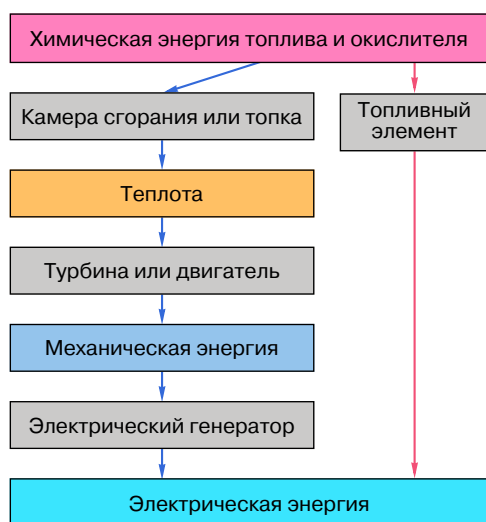 Химическая энергия топлива и окислителя
Камера сгорания или топка
Топливный
элемент
Теплота
Турбина или двигатель
Механическая энергия
Электрический генератор
Электрическая энергия